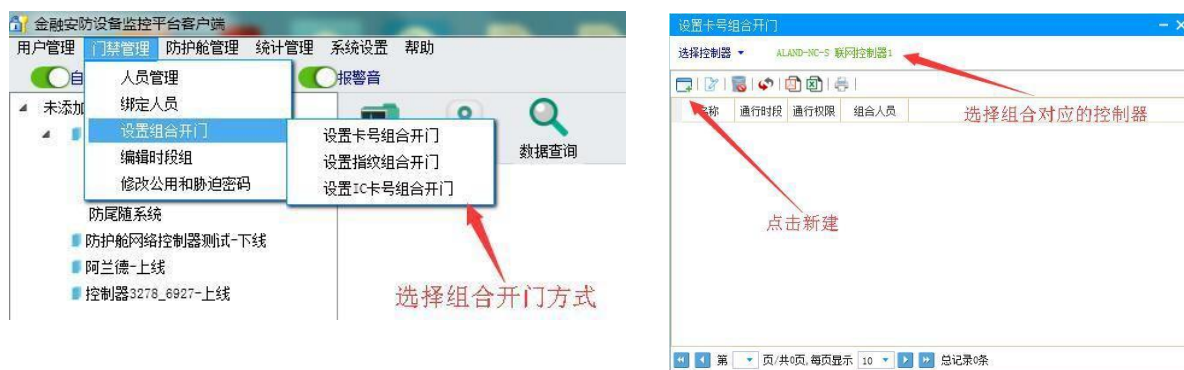 金融安防设备监控平台客户端
用户管理 门禁管理 防护舱管理 统计管理 系统设置 帮助
自
报警音
人员管理
绑定人员
设置组合开门
编辑时段组
修改公用和胁迫密码
未添加
设置卡号组合开门
设置指纹组合开门
设置IC卡号组合开门
数据查询
防尾随系统
防护舱网络控制器测试-下线
阿兰德-上线
控制器3278_6927-上线
选择组合开门方式
设置卡号组合开门
选择控制器 ALAND-NC-S 联网控制器1
名称 通行时段 通行权限 组合人员
选择组合对应的控制器
点击新建
第 页/共0页,每页显示 10 总记录0条